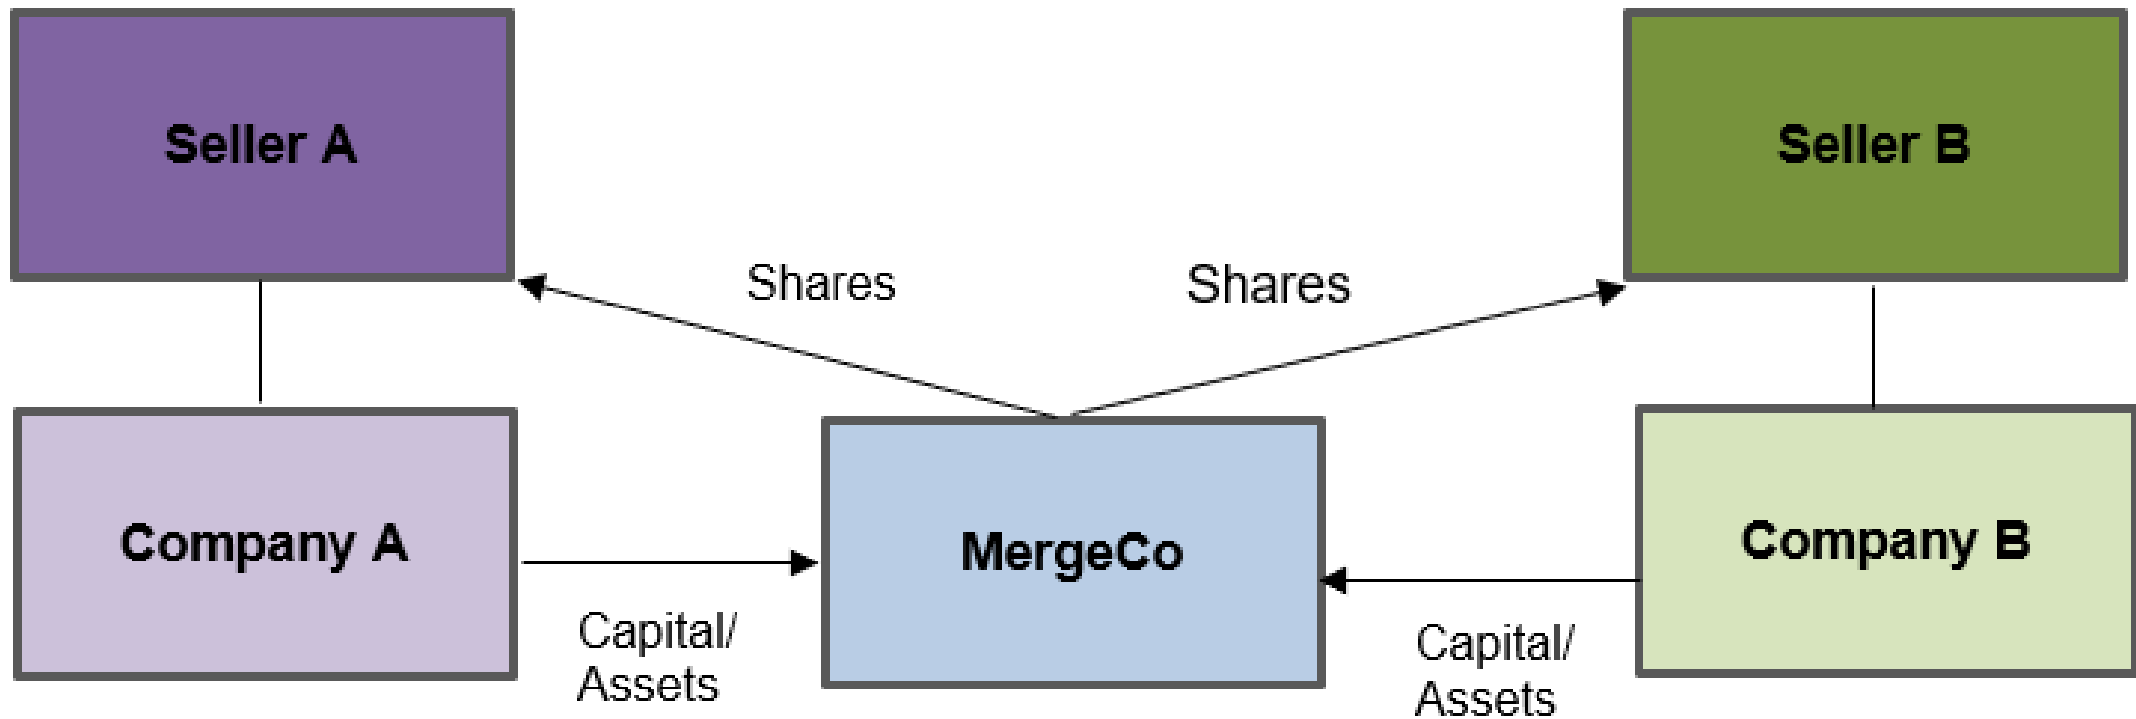 Seller A
Seller B
Shares
Shares
Company A
MergeCo
Company B
Capital/
Assets
Capital/
Assets